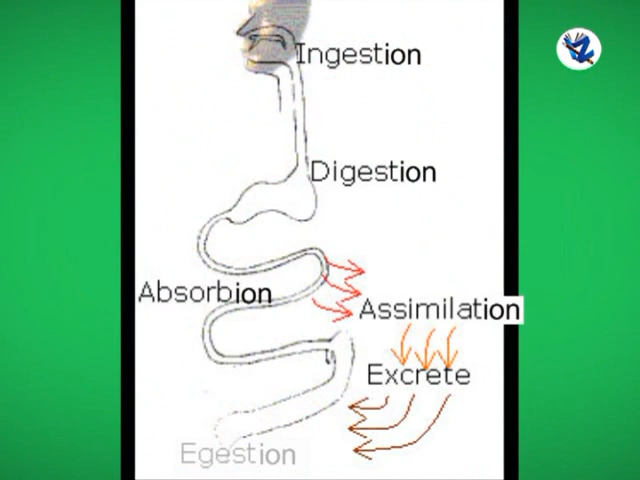 Ingestion
Digestion
Absorbion
Assimilation
Excrete
Egestion